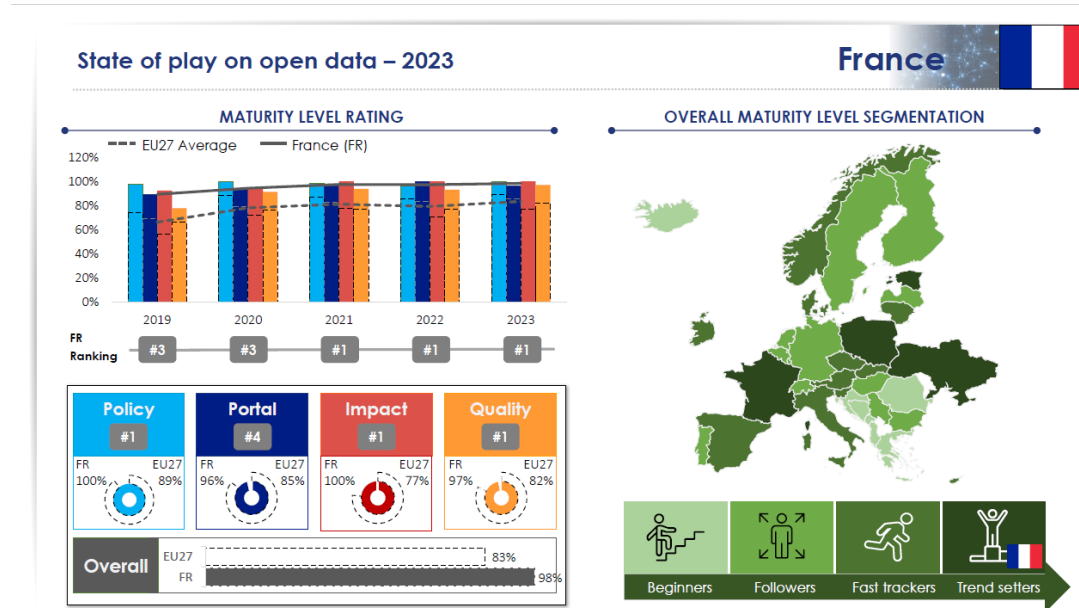 State of play on open data – 2023
France
MATURITY LEVEL RATING
EU27 Average
France (FR)
120%
100%
80%
60%
40%
20%
0%
2019 2020 2021 2022 2023
FR
Ranking
#3 #3 #1 #1 #1
Policy
#1
FR EU27
100% 89%
Portal
#4
FR EU27
96% 85%
Impact
#1
FR EU27
100% 77%
Quality
#1
FR EU27
97% 82%
Overall
EU27 83%
FR 98%
OVERALL MATURITY LEVEL SEGMENTATION
Beginners Followers Fast trackers Trend setters